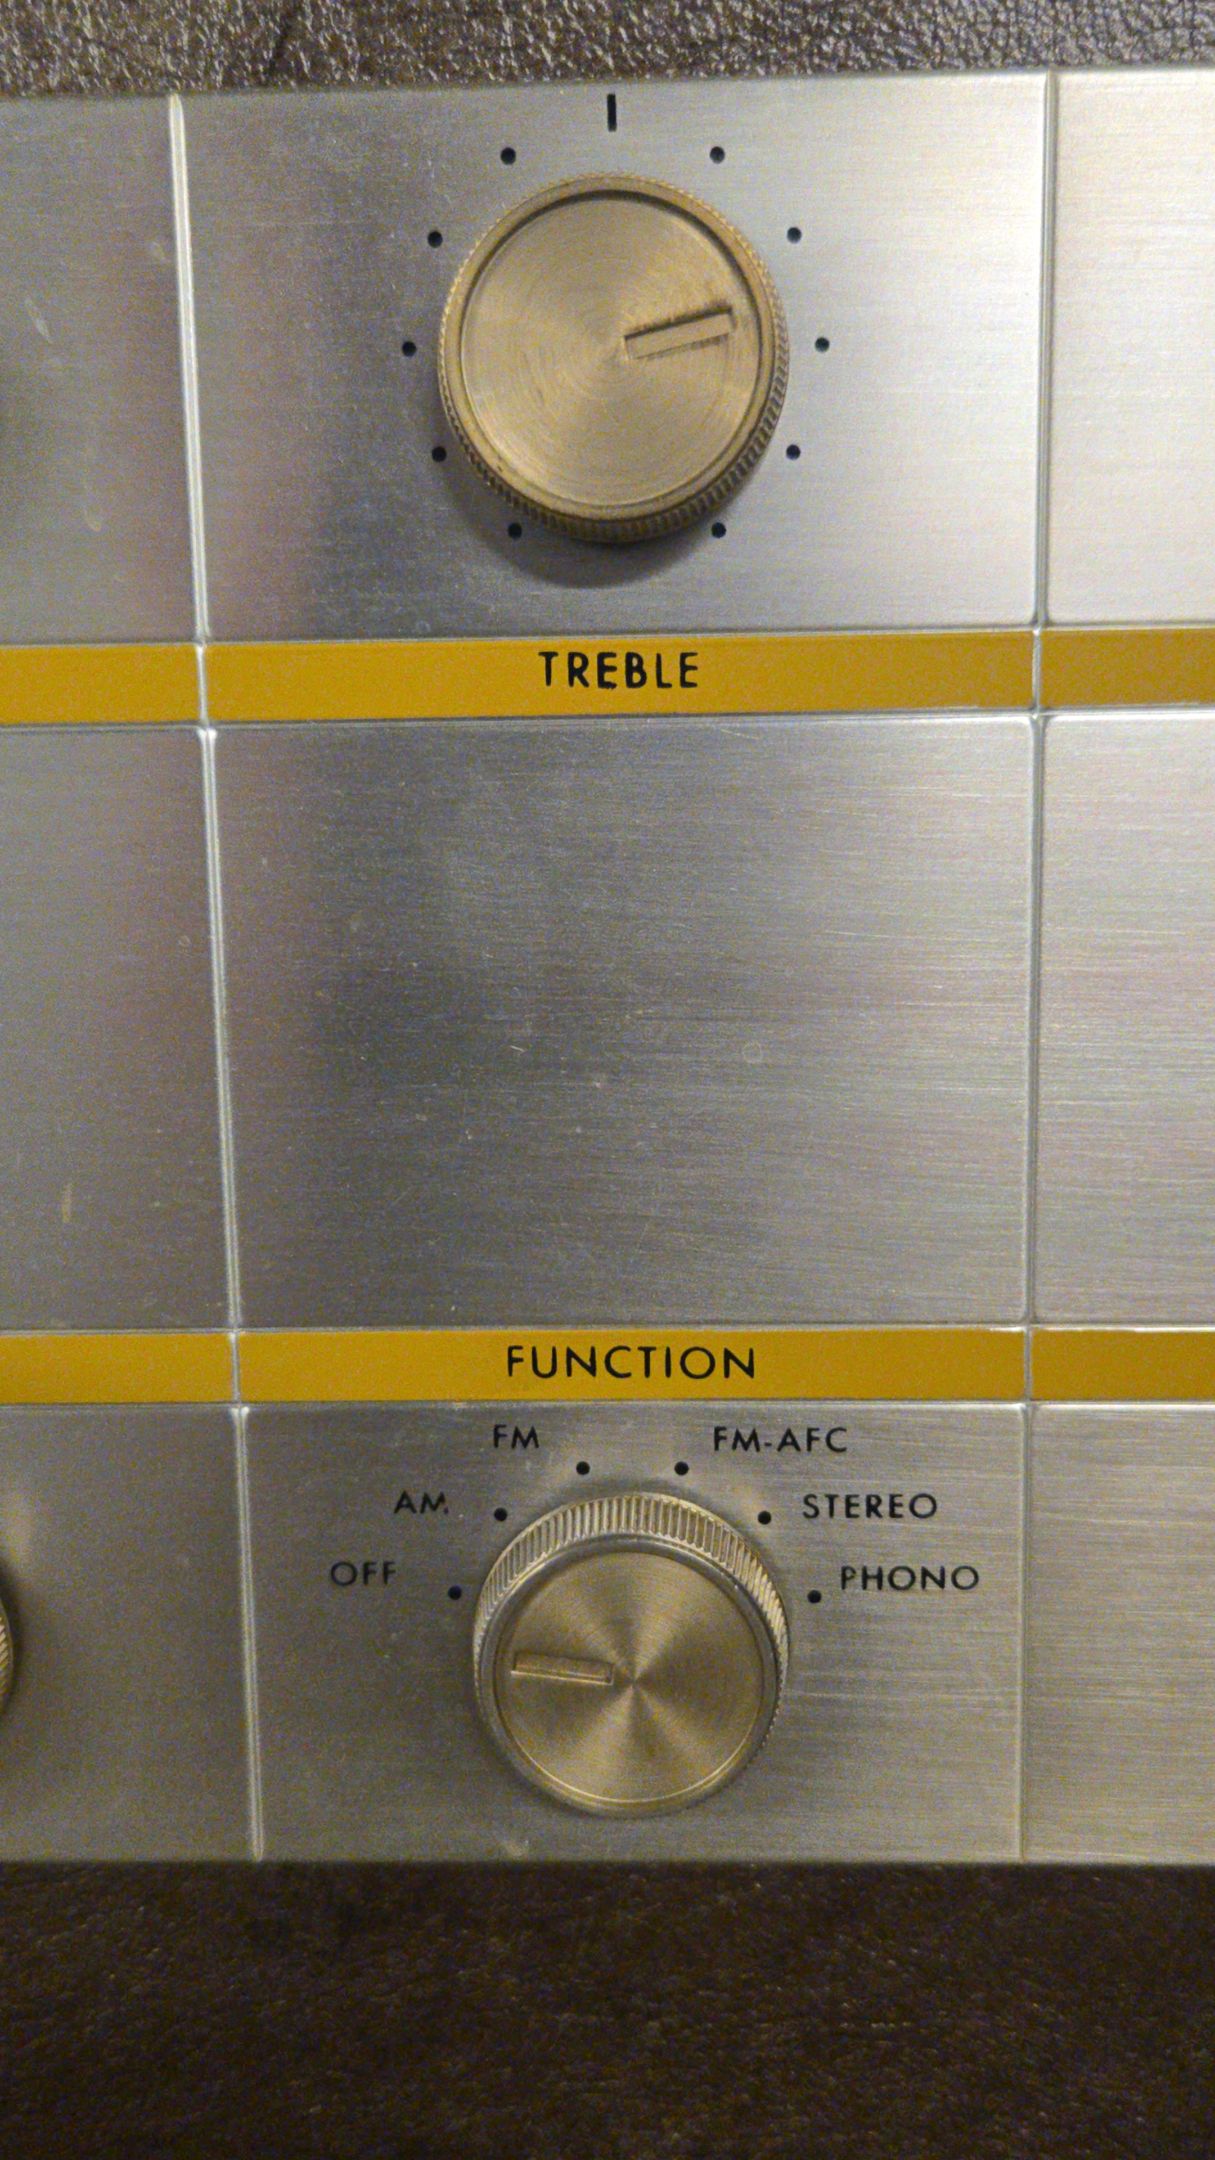 TREBLE
FUNCTION
FM FM-AFC
AM STEREO
OFF PHONO